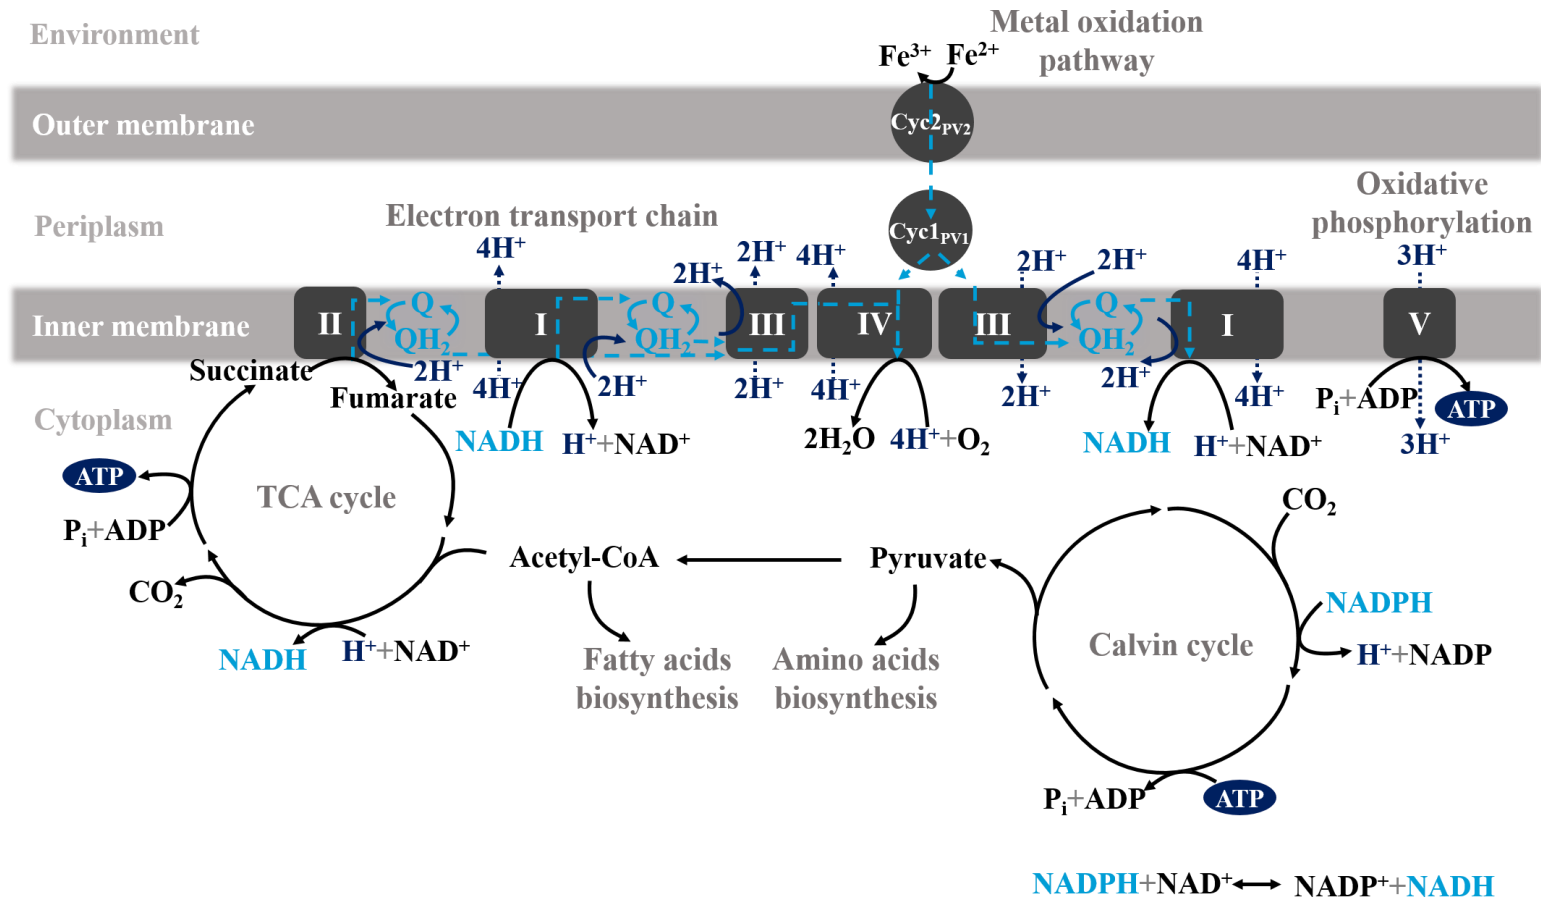 Environment
Metal oxidation
pathway
Fe³⁺ Fe²⁺
Outer membrane
Cyc2PV2
Periplasm
Electron transport chain
Cyc1PV1
Oxidative
phosphorylation
4H⁺
2H⁺
2H⁺
4H⁺
2H⁺
2H⁺
4H⁺
3H⁺
Inner membrane
II
Q
QH₂
I
Q
QH₂
III
IV
III
Q
QH₂
I
V
Succinate
Fumarate
2H⁺
4H⁺
2H⁺
2H⁺
4H⁺
2H⁺
2H⁺
4H⁺
Pᵢ+ADP
ATP
3H⁺
Cytoplasm
NADH
H⁺+NAD⁺
2H₂O
4H⁺+O₂
NADH
H⁺+NAD⁺
ATP
Pᵢ+ADP
CO₂
TCA cycle
NADH
H⁺+NAD⁺
Acetyl-CoA
Pyruvate
Fatty acids
biosynthesis
Amino acids
biosynthesis
CO₂
NADPH
H⁺+NADP
Calvin cycle
Pᵢ+ADP
ATP
NADPH+NAD⁺ NADP⁺+NADH